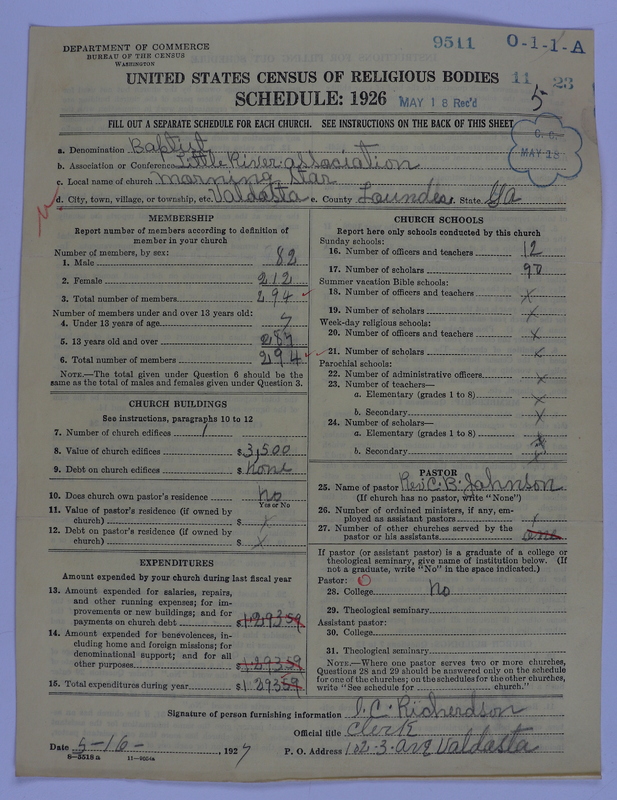 DEPARTMENT OF COMMERCE
BUREAU OF THE CENSUS
WASHINGTON
9511 O-1-1-A
UNITED STATES CENSUS OF RELIGIOUS BODIES
11 23
SCHEDULE: 1926
MAY 18 Rec'd
5
FILL OUT A SEPARATE SCHEDULE FOR EACH CHURCH. SEE INSTRUCTIONS ON THE BACK OF THIS SHEET
MAY 18
a. Denomination Baptist
b. Association or Conference Little River association
c. Local name of church Morning Star
d. City, town, village, or township, etc. Valdasta e. County Loundes f. State Ga
MEMBERSHIP
Report number of members according to definition of
member in your church
Number of members, by sex:
1. Male 82
2. Female 212
3. Total number of members 294
Number of members under and over 13 years old:
4. Under 13 years of age 7
5. 13 years old and over 287
6. Total number of members 294
NOTE.—The total given under Question 6 should be the
same as the total of males and females given under Question 3.
CHURCH BUILDINGS
See instructions, paragraphs 10 to 12
7. Number of church edifices 1
8. Value of church edifices $3,500
9. Debt on church edifices $ none
10. Does church own pastor's residence no
Yes or No
11. Value of pastor's residence (if owned by
church) $ x
12. Debt on pastor's residence (if owned by
church) $ x
EXPENDITURES
Amount expended by your church during last fiscal year
13. Amount expended for salaries, repairs,
and other running expenses; for im-
provements or new buildings; and for
payments on church debt $129359
14. Amount expended for benevolences, in-
cluding home and foreign missions; for
denominational support; and for all
other purposes $129359
15. Total expenditures during year $129359
CHURCH SCHOOLS
Report here only schools conducted by this church
Sunday schools:
16. Number of officers and teachers 12
17. Number of scholars 90
Summer vacation Bible schools:
18. Number of officers and teachers x
19. Number of scholars x
Week-day religious schools:
20. Number of officers and teachers x
21. Number of scholars x
Parochial schools:
22. Number of administrative officers x
23. Number of teachers—
a. Elementary (grades 1 to 8) x
b. Secondary x
24. Number of scholars—
a. Elementary (grades 1 to 8) x
b. Secondary x
PASTOR
25. Name of pastor Rev. C. B. Johnson
(If church has no pastor, write "None")
26. Number of ordained ministers, if any, em-
ployed as assistant pastors
27. Number of other churches served by the
pastor or his assistants one
If pastor (or assistant pastor) is a graduate of a college or
theological seminary, give name of institution below. (If
not a graduate, write "No" in the space indicated.)
Pastor: 0
28. College no
29. Theological seminary
Assistant pastor:
30. College
31. Theological seminary
NOTE.—Where one pastor serves two or more churches,
Questions 28 and 29 should be answered only on the schedule
for one of the churches; on the schedules for the other churches,
write "See schedule for church."
Signature of person furnishing information I. C. Richerdson
Official title Clerk
Date 5-16- , 1927 P. O. Address Valdasta
8-5518 a